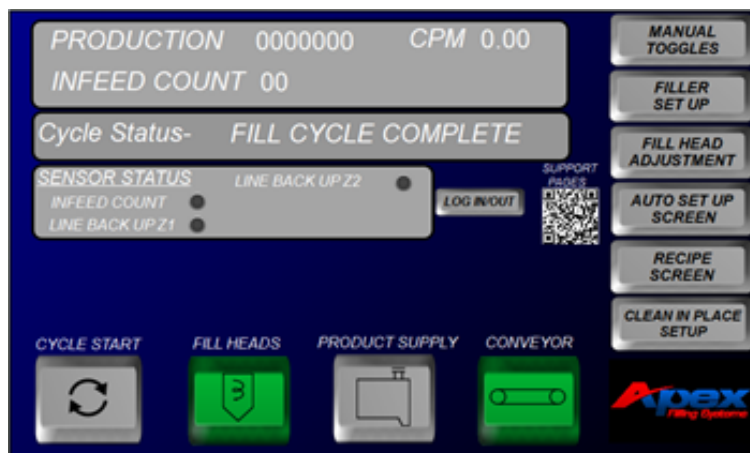 PRODUCTION 0000000 CPM 0.00
INFEED COUNT 00
Cycle Status- FILL CYCLE COMPLETE
SENSOR STATUS LINE BACK UP Z2
INFEED COUNT
LINE BACK UP Z1
LOG IN/OUT
SUPPORT
PAGES
MANUAL
TOGGLES
FILLER
SET UP
FILL HEAD
ADJUSTMENT
AUTO SET UP
SCREEN
RECIPE
SCREEN
CLEAN IN PLACE
SETUP
CYCLE START
FILL HEADS
PRODUCT SUPPLY
CONVEYOR
Apex
Filling Systems